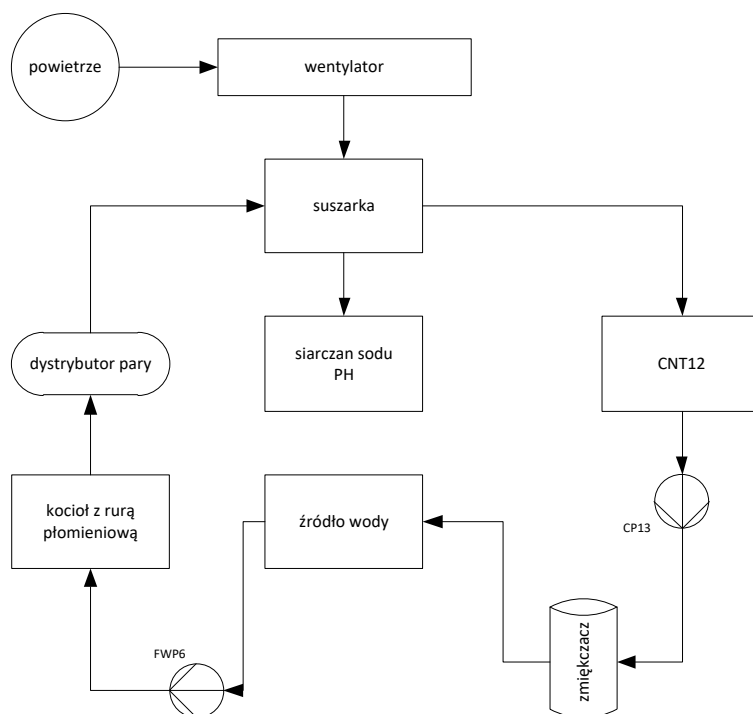 powietrze
wentylator
suszarka
dystrybutor pary
siarczan sodu
PH
CNT12
kocioł z rurą
płomieniową
źródło wody
CP13
zmiękczacz
FWP6